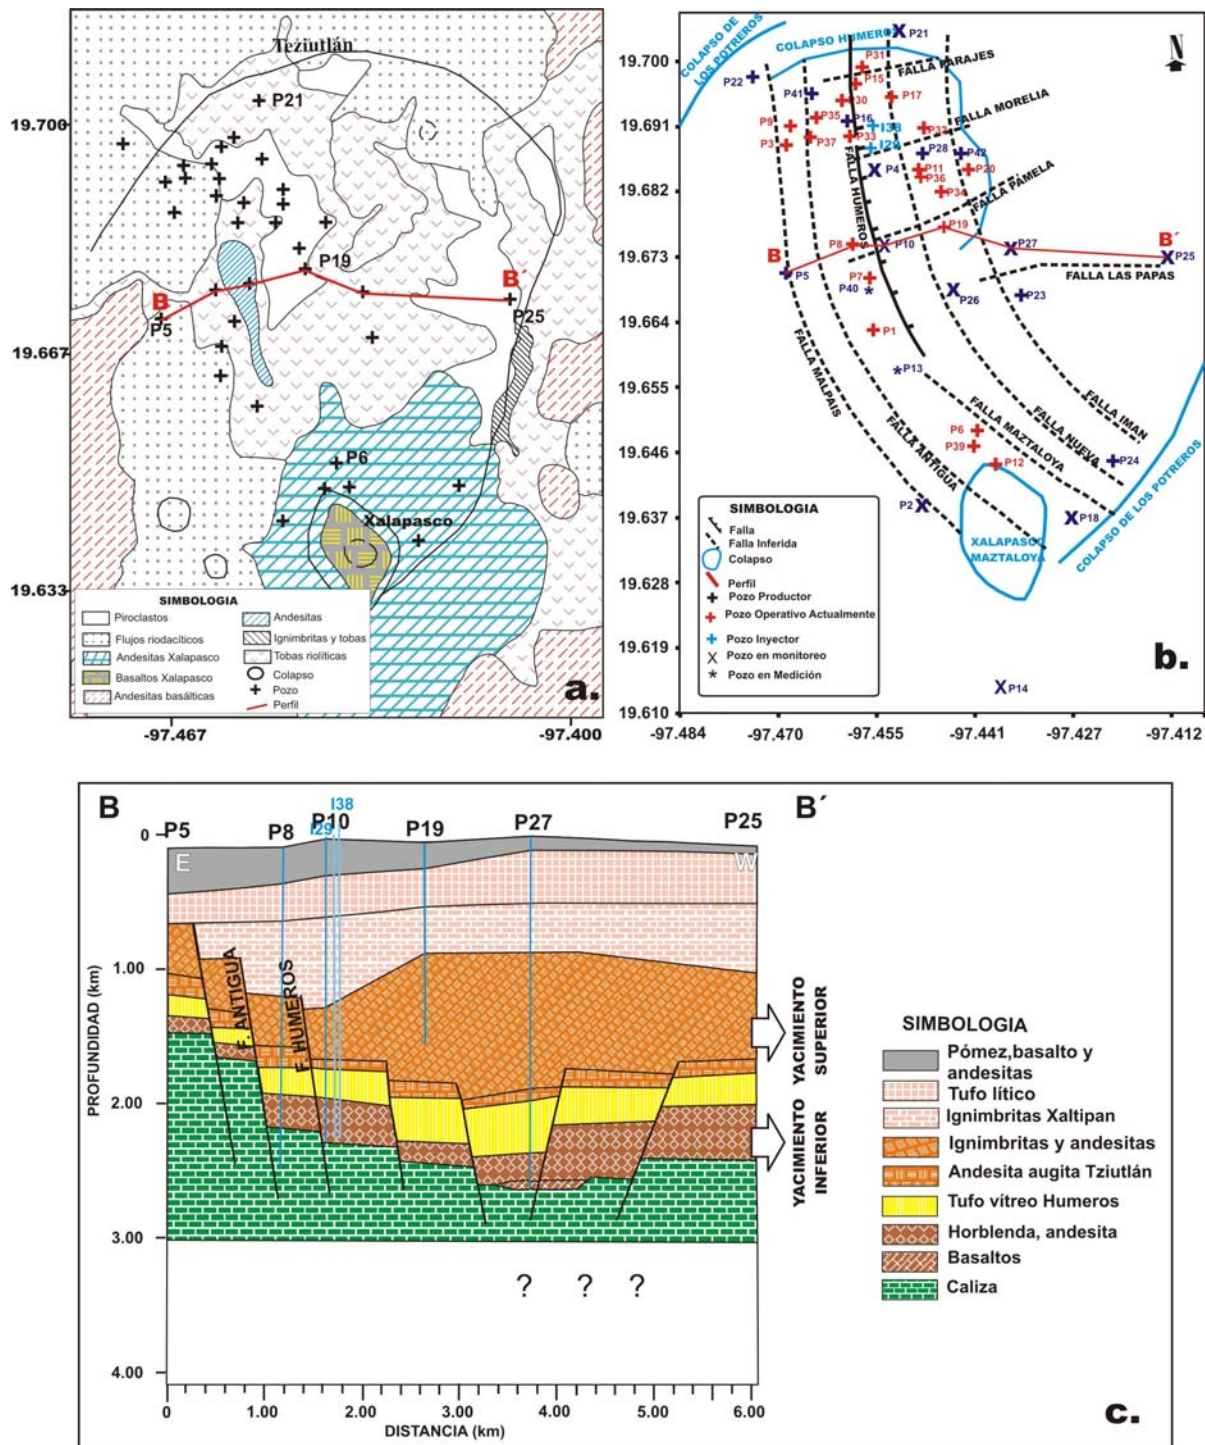 Teziutlán
19.700
P21
P19
B
B´
P5
P25
19.667
P6
Xalapasco
19.633
SIMBOLOGIA
Piroclastos
Flujos riodacíticos
Andesitas Xalapasco
Basaltos Xalapasco
Andesitas basálticas
Andesitas
Ignimbritas y tobas
Tobas riolíticas
Colapso
Pozo
Perfil
a.
-97.467
-97.400
COLAPSO DE
LOS POTREROS
COLAPSO HUMEROS
P21
N
19.700
P31
FALLA PARAJES
P22
P15
P41
P30
P17
19.691
P9
P35
P16
I38
P32
FALLA MORELIA
P3
P37
P33
I29
P28
P42
P4
P11
P20
P36
19.682
P34
FALLA HUMEROS
FALLA PAMELA
P19
P8
P10
P27
B´
19.673
B
P25
P5
P7
FALLA LAS PAPAS
P40
P26
P23
19.664
P1
P13
19.655
FALLA MALPAIS
FALLA ANTIGUA
FALLA MAZTALOYA
FALLA NUEVA
FALLA IMAN
P6
19.646
P39
P12
P24
19.637
P2
P18
XALAPASCO
MAZTALOYA
COLAPSO DE LOS POTREROS
19.628
19.619
19.610
P14
SIMBOLOGIA
Falla
Falla Inferida
Colapso
Perfil
Pozo Productor
Pozo Operativo Actualmente
Pozo Inyector
Pozo en monitoreo
Pozo en Medición
b.
-97.484
-97.470
-97.455
-97.441
-97.427
-97.412
B
B´
I38
P5
P8
P10
I29
P19
P27
P25
E
W
0
1.00
2.00
3.00
4.00
PROFUNDIDAD (km)
F. ANTIGUA
F. HUMEROS
YACIMIENTO
SUPERIOR
YACIMIENTO
INFERIOR
? ? ?
0 1.00 2.00 3.00 4.00 5.00 6.00
DISTANCIA (km)
SIMBOLOGIA
Pómez,basalto y
andesitas
Tufo lítico
Ignimbritas Xaltipan
Ignimbritas y andesitas
Andesita augita Tziutlán
Tufo vítreo Humeros
Horblenda, andesita
Basaltos
Caliza
c.